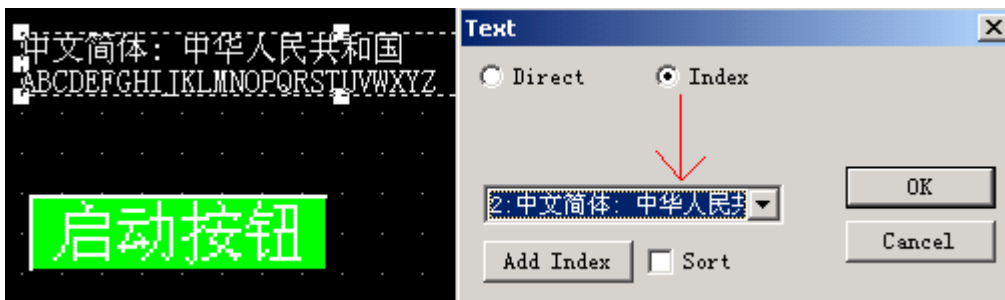 中文简体: 中华人民共和国
ABCDEFGHIJKLMNOPQRSTUVWXYZ
启动按钮
Text
Direct
Index
2:中文简体: 中华人民共
OK
Cancel
Add Index
Sort